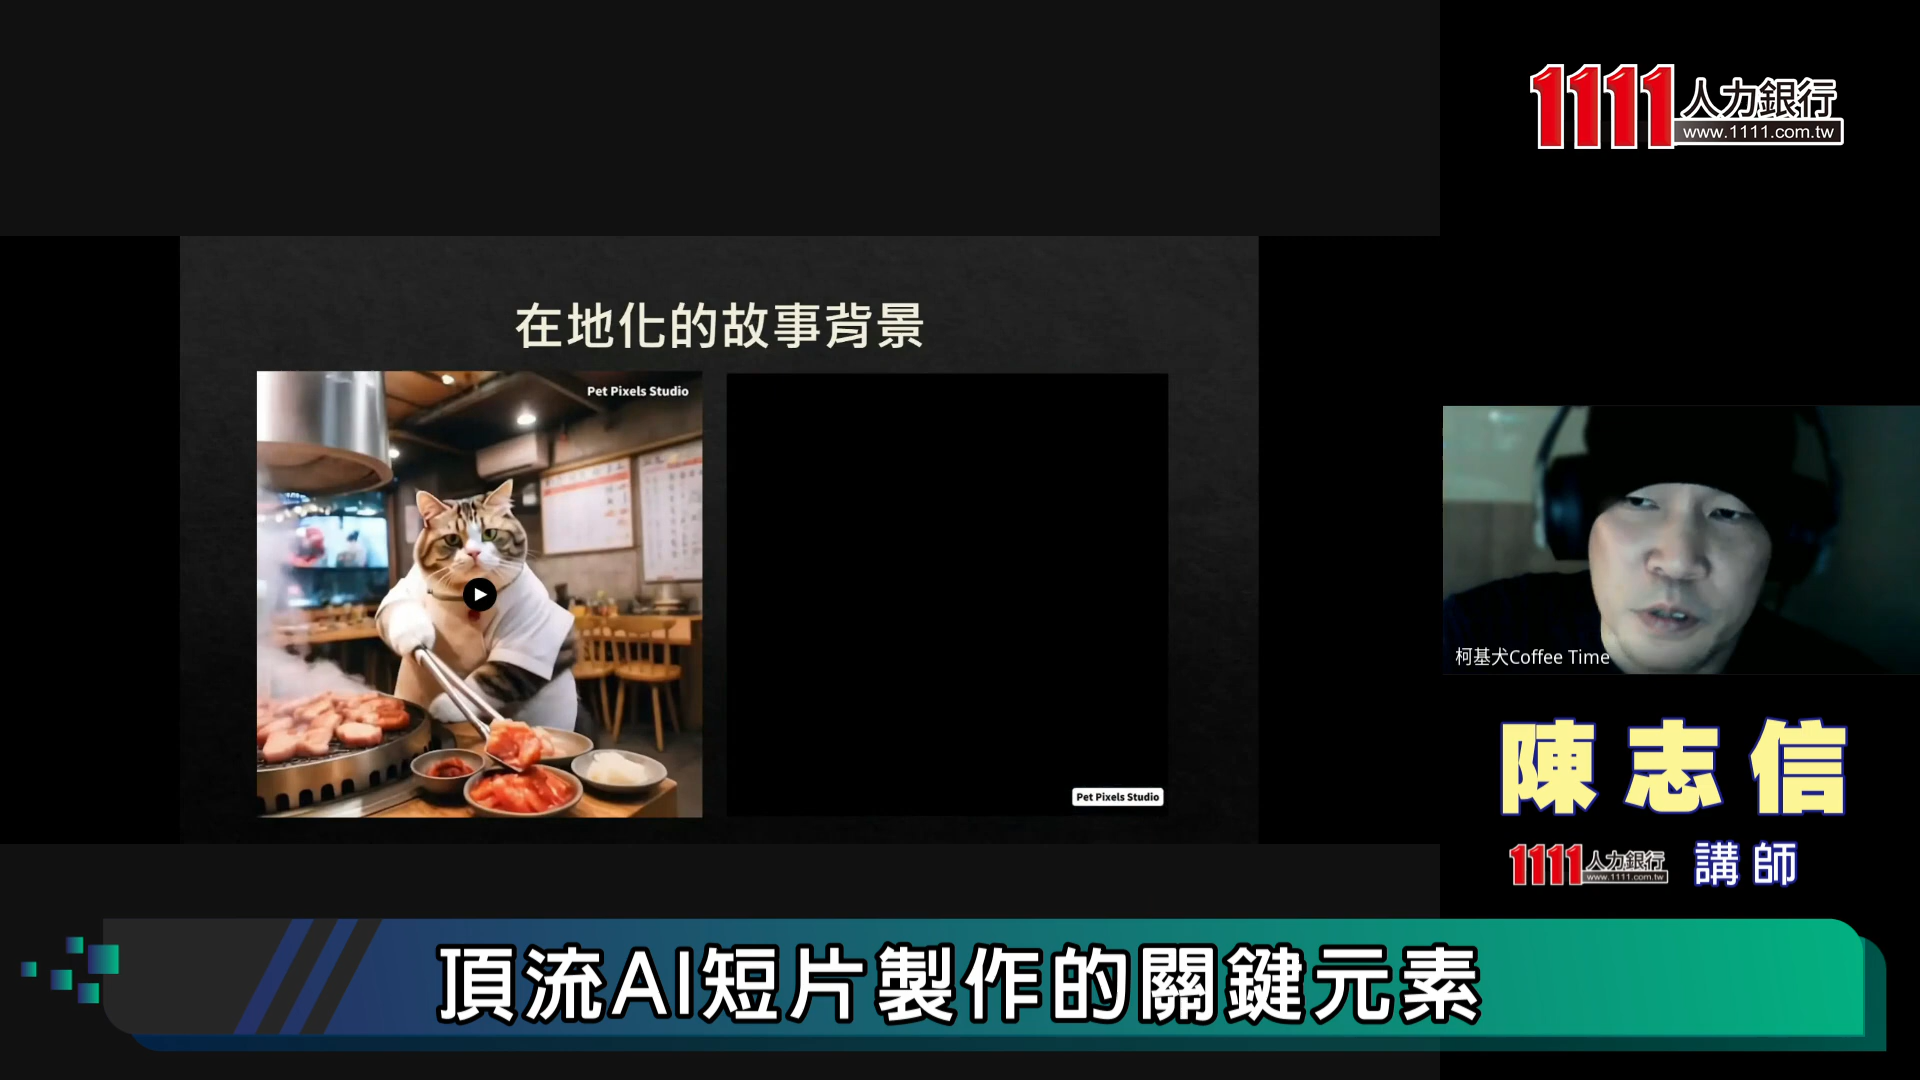 1111人力銀行
www.1111.com.tw
在地化的故事背景
Pet Pixels Studio
Pet Pixels Studio
柯基犬Coffee Time
陳志信
1111人力銀行 講師
www.1111.com.tw
頂流AI短片製作的關鍵元素